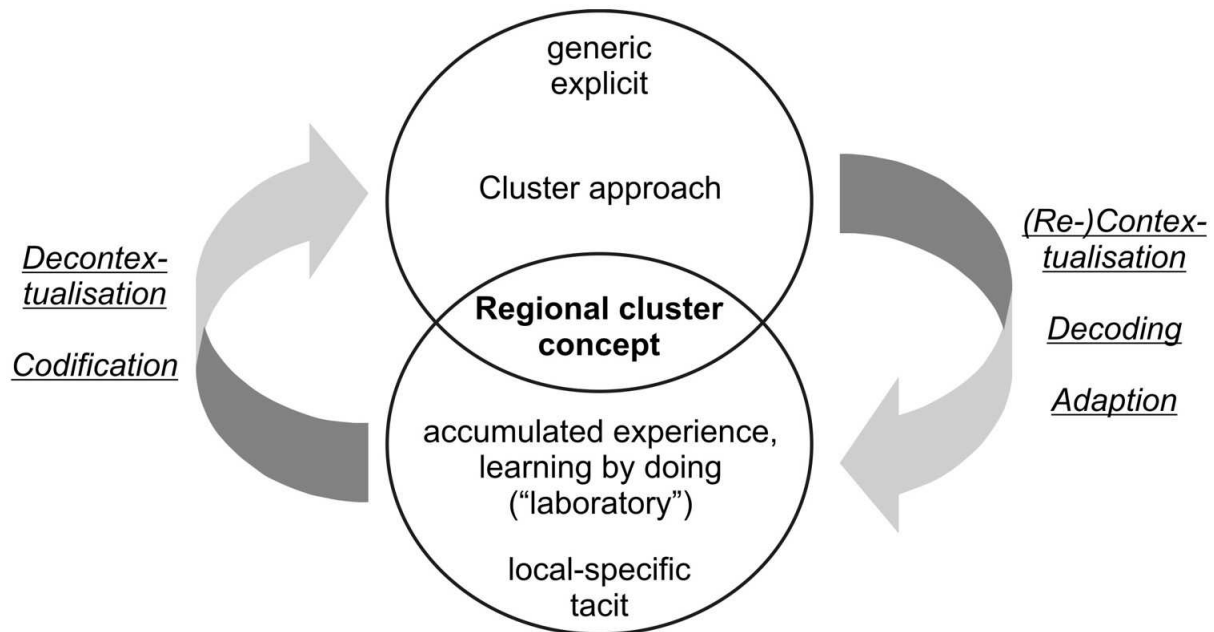 generic
explicit
Cluster approach
Decontex-
tualisation
Codification
Regional cluster
concept
(Re-)Contex-
tualisation
Decoding
Adaption
accumulated experience,
learning by doing
(“laboratory”)
local-specific
tacit